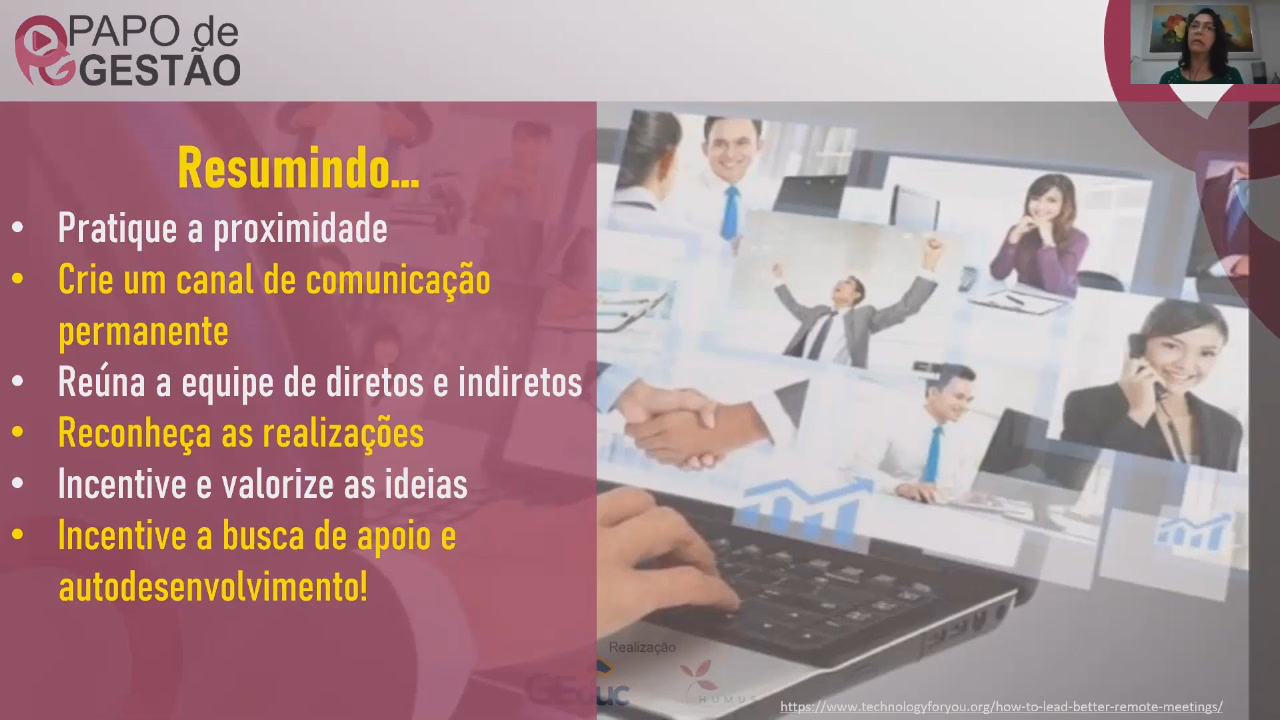 PAPO de
GESTÃO
Resumindo...
• Pratique a proximidade
• Crie um canal de comunicação
permanente
• Reúna a equipe de diretos e indiretos
• Reconheça as realizações
• Incentive e valorize as ideias
• Incentive a busca de apoio e
autodesenvolvimento!
Realização
GEduc
HUMUS
https://www.technologyforyou.org/how-to-lead-better-remote-meetings/